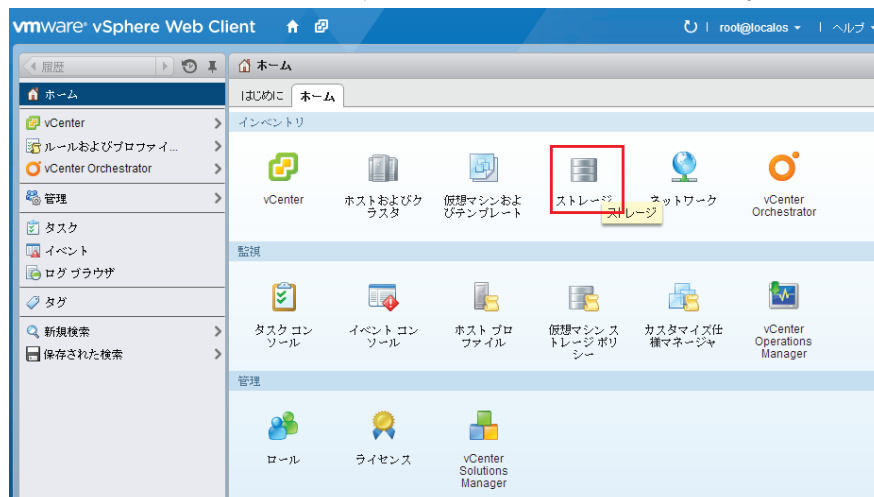 vmware® vSphere Web Client
root@localos
ヘルプ
履歴
ホーム
ホーム
はじめに
ホーム
vCenter
ルールおよびプロファイ...
vCenter Orchestrator
管理
タスク
イベント
ログ ブラウザ
タグ
新規検索
保存された検索
インベントリ
vCenter
ホストおよびク
ラスタ
仮想マシンおよ
びテンプレート
ストレージ
ストレージ
ネットワーク
vCenter
Orchestrator
監視
タスク コン
ソール
イベント コン
ソール
ホスト プロ
ファイル
仮想マシン ス
トレージ ポリ
シー
カスタマイズ仕
様マネージャ
vCenter
Operations
Manager
管理
ロール
ライセンス
vCenter
Solutions
Manager